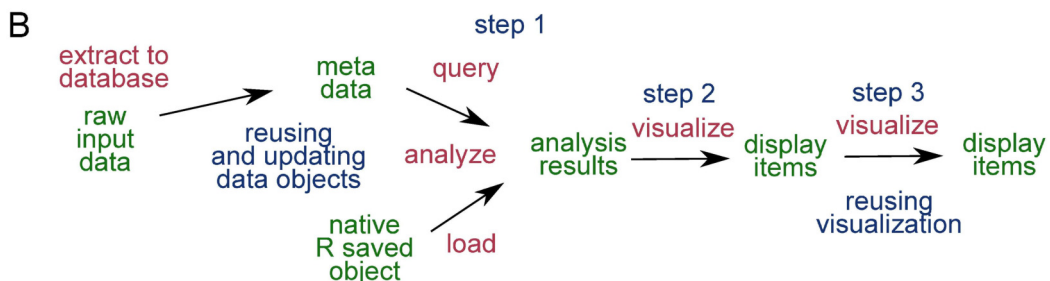 B
step 1
extract to
database
raw
input
data
meta
data
query
reusing
and updating
data objects
analyze
native
R saved
object
load
analysis
results
step 2
visualize
display
items
step 3
visualize
reusing
visualization
display
items